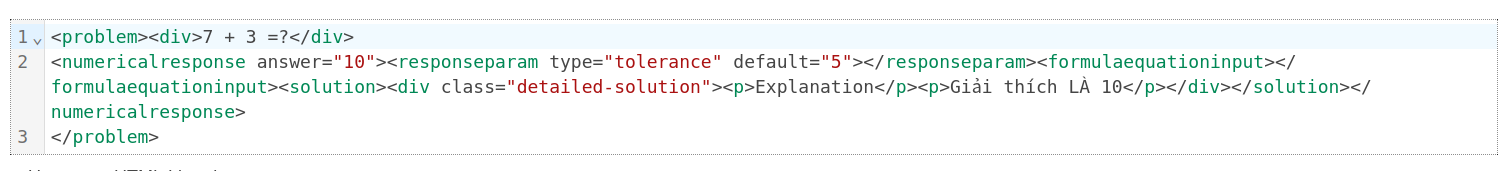 1 <problem><div>7 + 3 =?</div>
2 <numericalresponse answer="10"><responseparam type="tolerance" default="5"></responseparam><formulaequationinput></
formulaequationinput><solution><div class="detailed-solution"><p>Explanation</p><p>Giải thích LÀ 10</p></div></solution></
numericalresponse>
3 </problem>